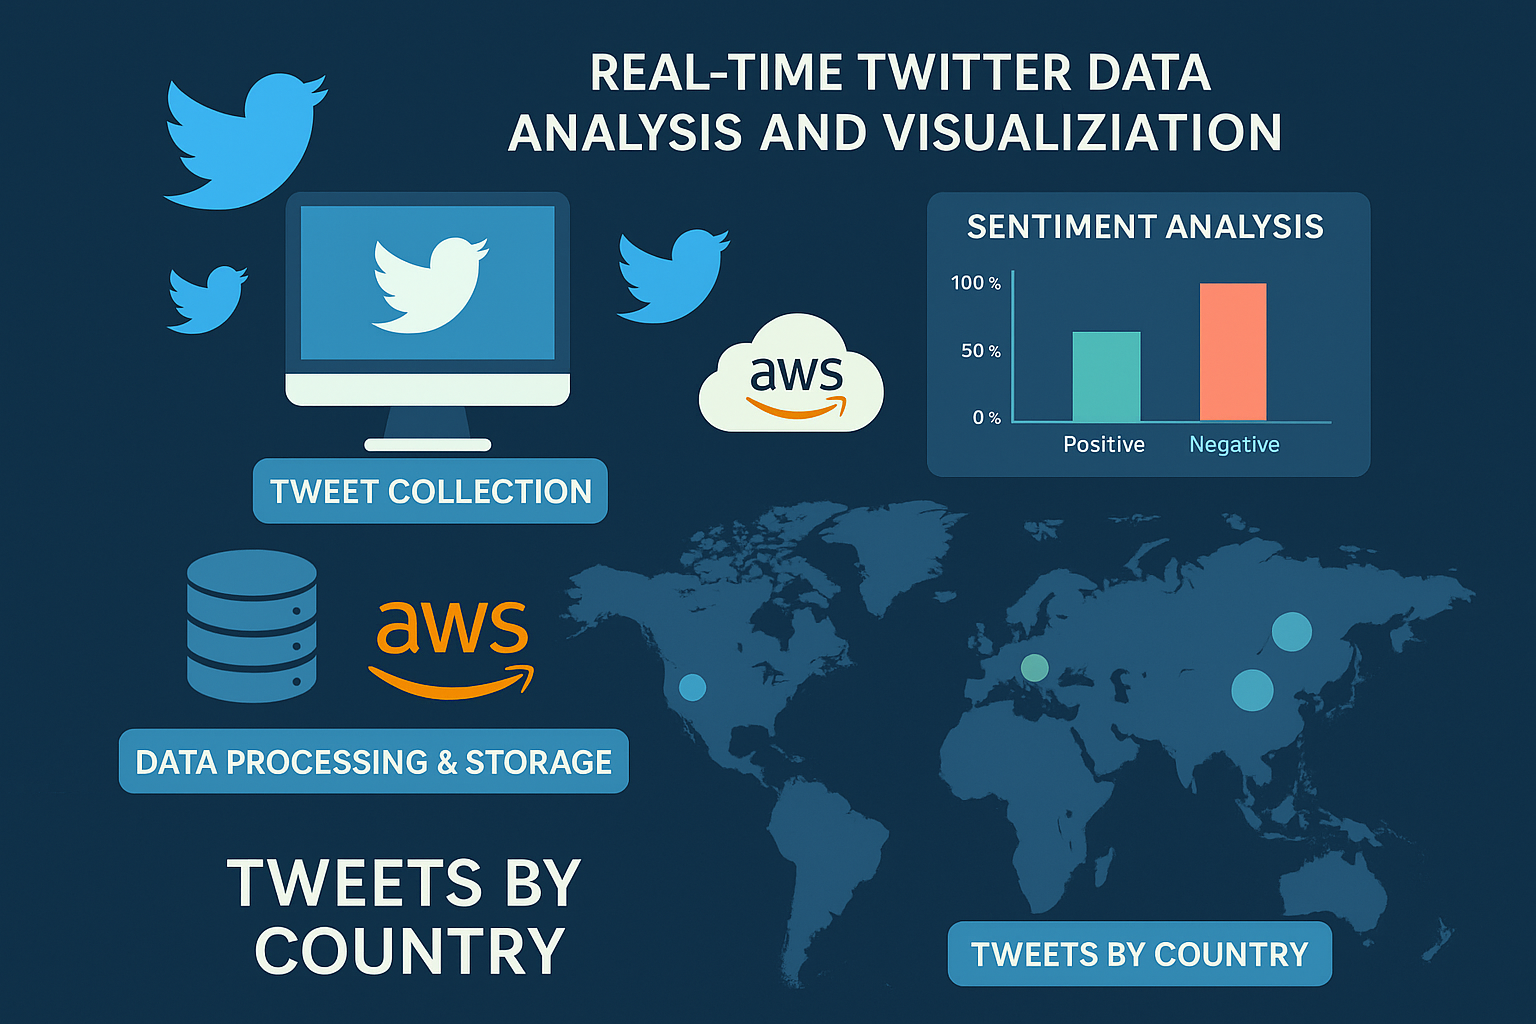 REAL-TIME TWITTER DATA
ANALYSIS AND VISUALIZIATION
SENTIMENT ANALYSIS
100 %
50 %
0 %
Positive
Negative
aws
TWEET COLLECTION
aws
DATA PROCESSING & STORAGE
TWEETS BY
COUNTRY
TWEETS BY COUNTRY